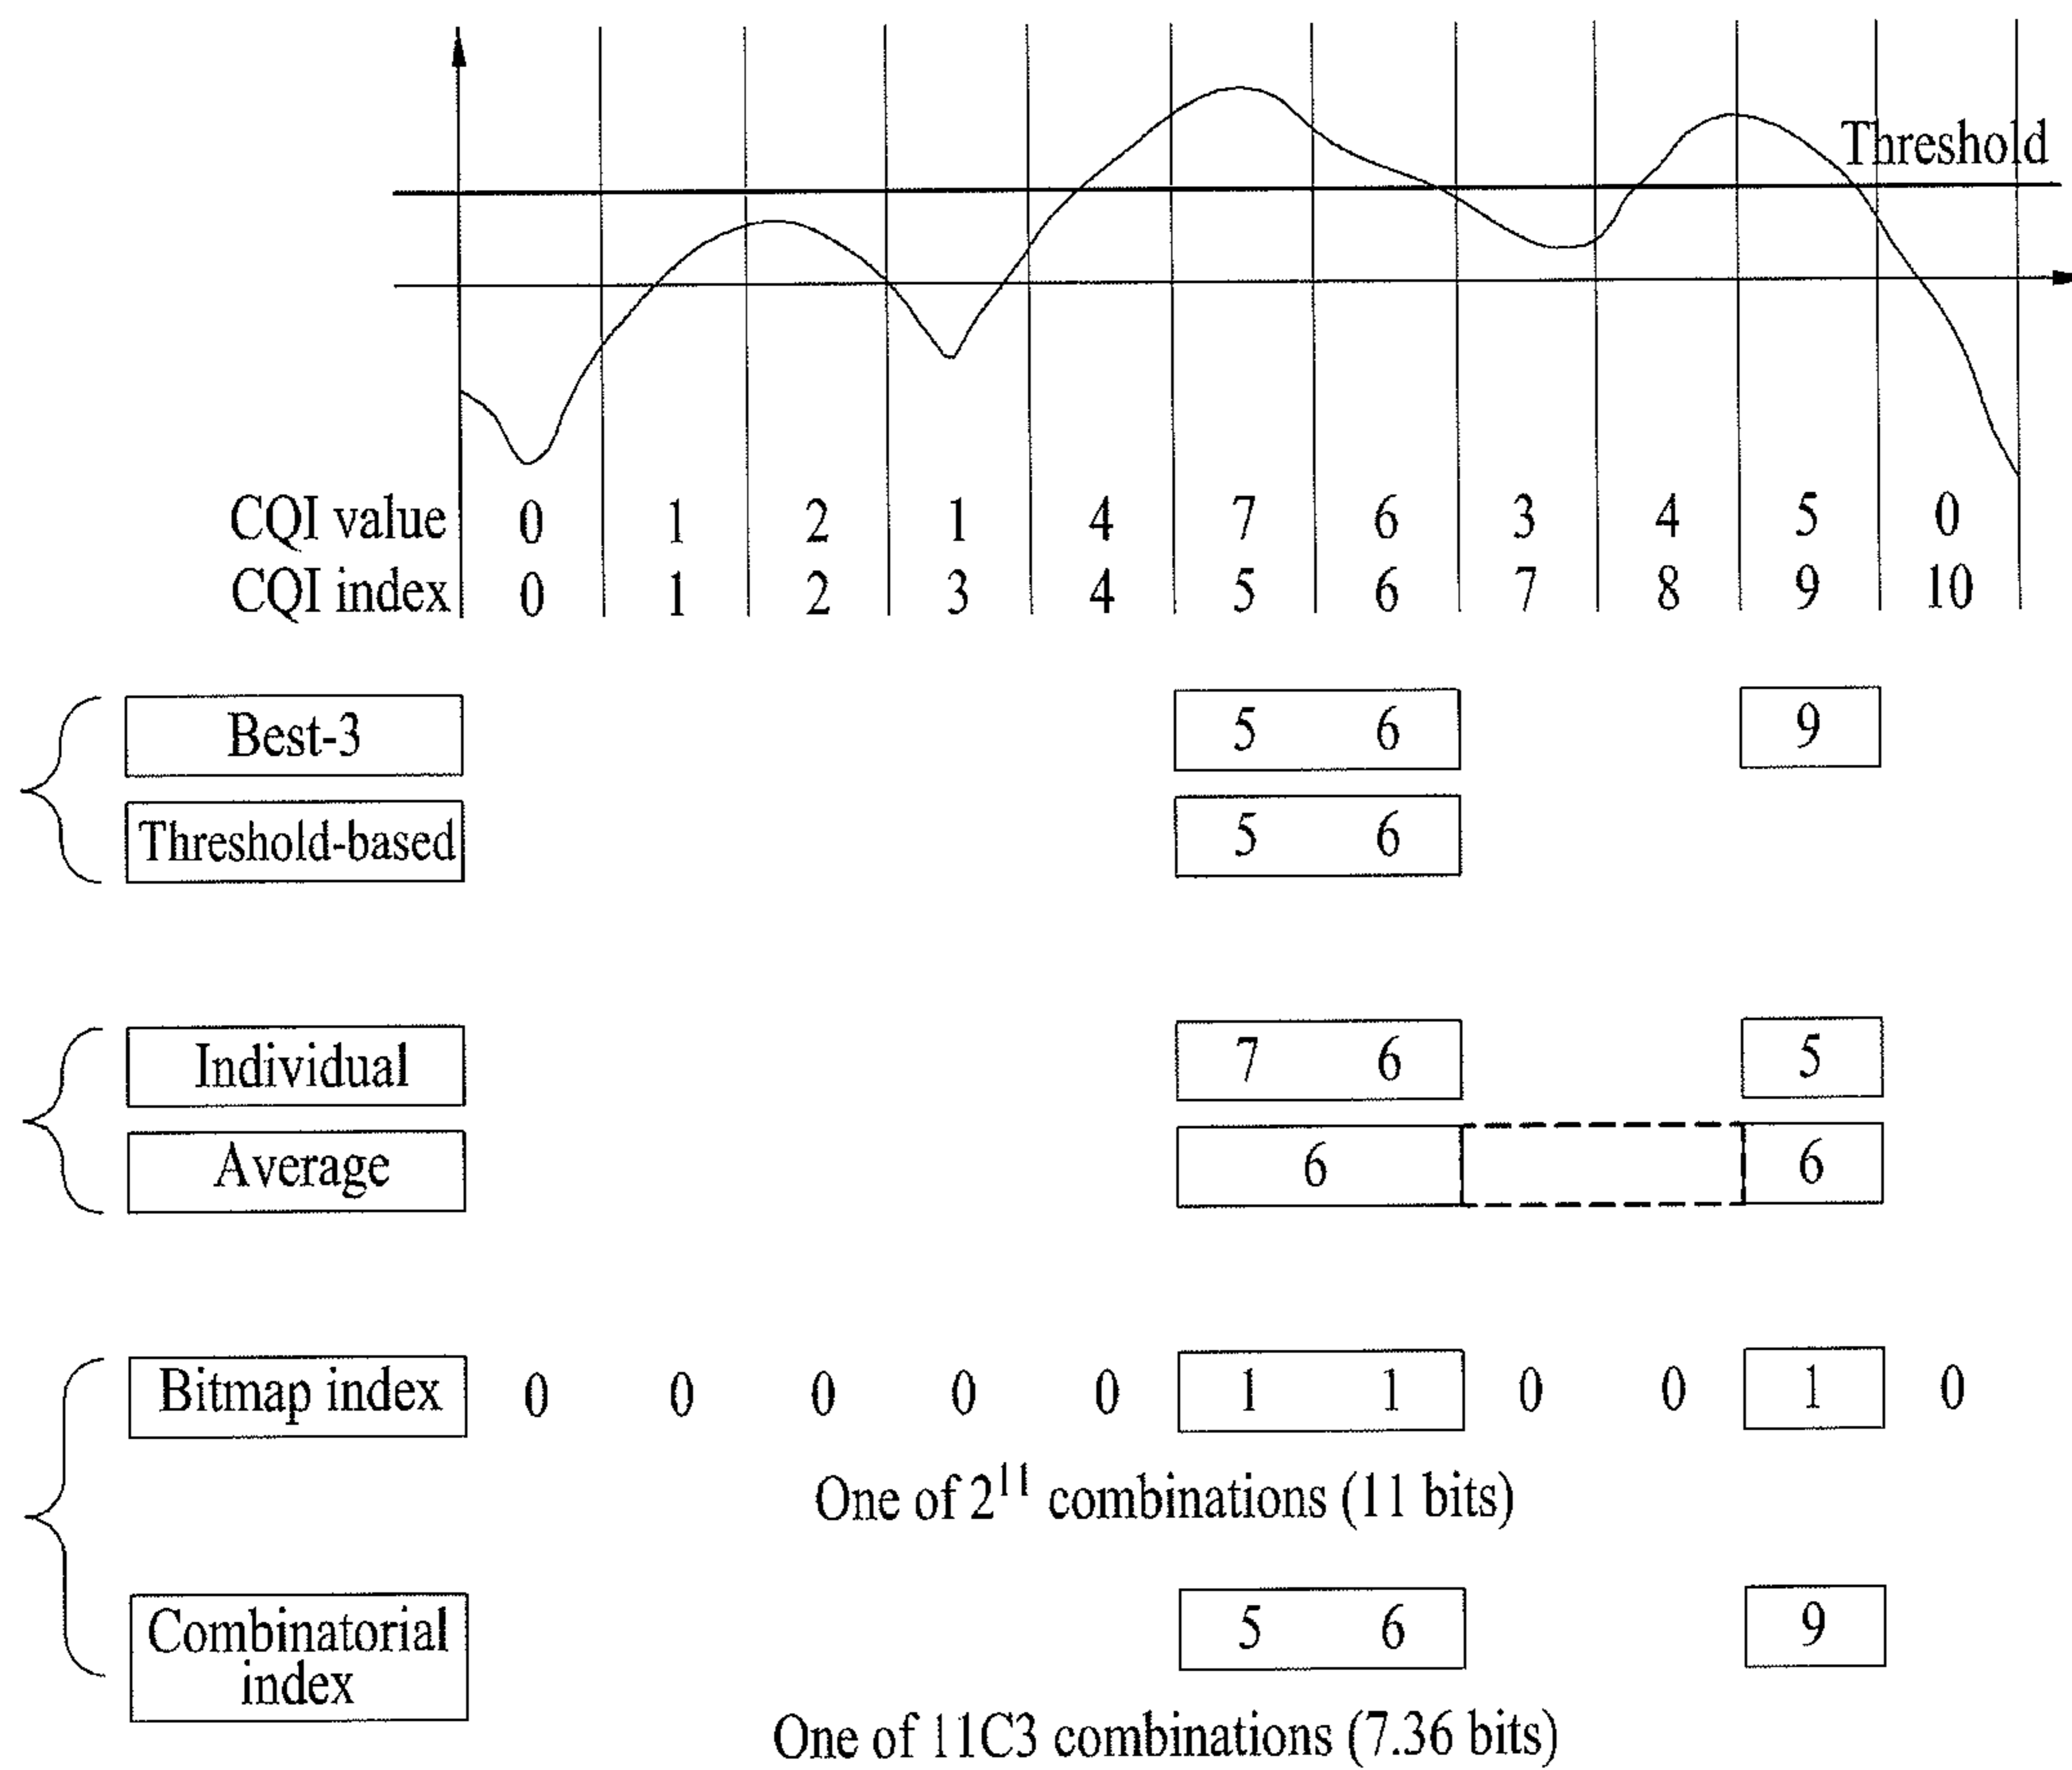 Threshold
CQI value 0 1 2 1 4 7 6 3 4 5 0
CQI index 0 1 2 3 4 5 6 7 8 9 10
Best-3 5 6 9
Threshold-based 5 6
Individual 7 6 5
Average 6 6
Bitmap index 0 0 0 0 0 1 1 0 0 1 0
One of 2¹¹ combinations (11 bits)
Combinatorial index 5 6 9
One of 11C3 combinations (7.36 bits)